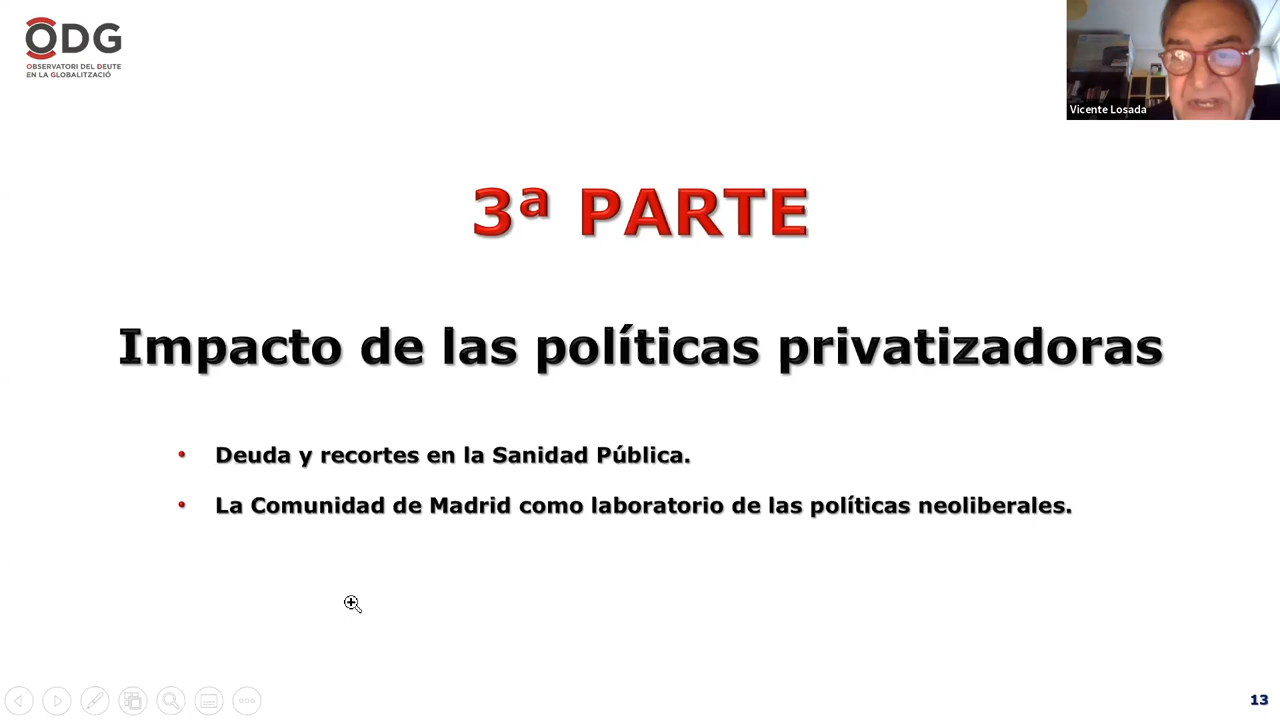 ODG
OBSERVATORI DEL DEUTE
EN LA GLOBALITZACIÓ
Vicente Losada
3ª PARTE
Impacto de las políticas privatizadoras
• Deuda y recortes en la Sanidad Pública.
• La Comunidad de Madrid como laboratorio de las políticas neoliberales.
13